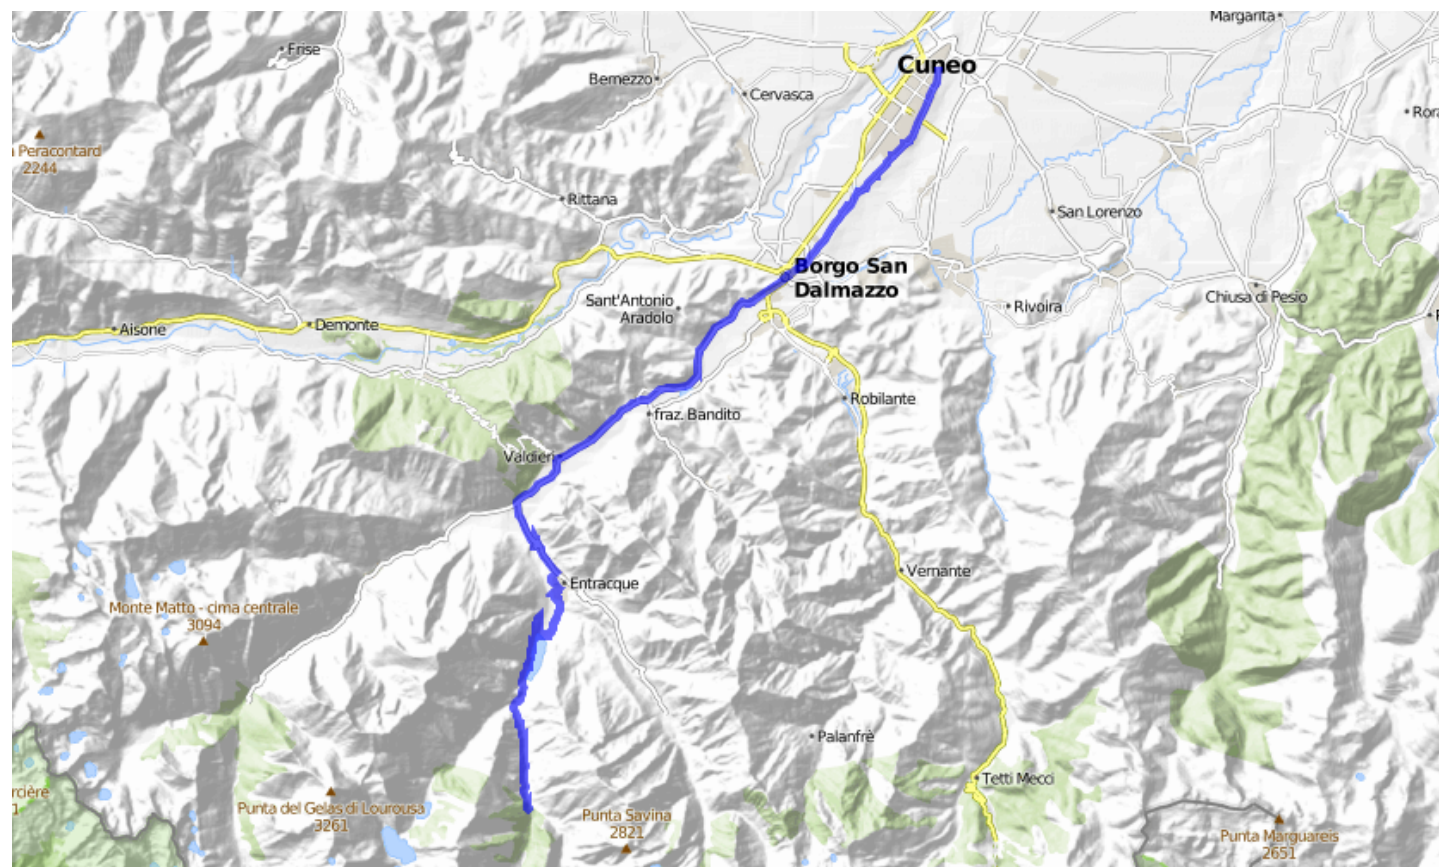 Margarita
Frise
Cuneo
Bernezzo
Cervasca
Peracontard
2244
Rittana
San Lorenzo
Borgo San
Dalmazzo
Sant'Antonio
Aradolo
Rivoira
Chiusa di Pesio
Aisone
Demonte
Robilante
fraz. Bandito
Valdieri
Entracque
Vernante
Monte Matto - cima centrale
3094
Palanfrè
Tetti Mecci
Punta del Gelas di Lourousa
3261
Punta Savina
2821
Punta Marguareis
2651